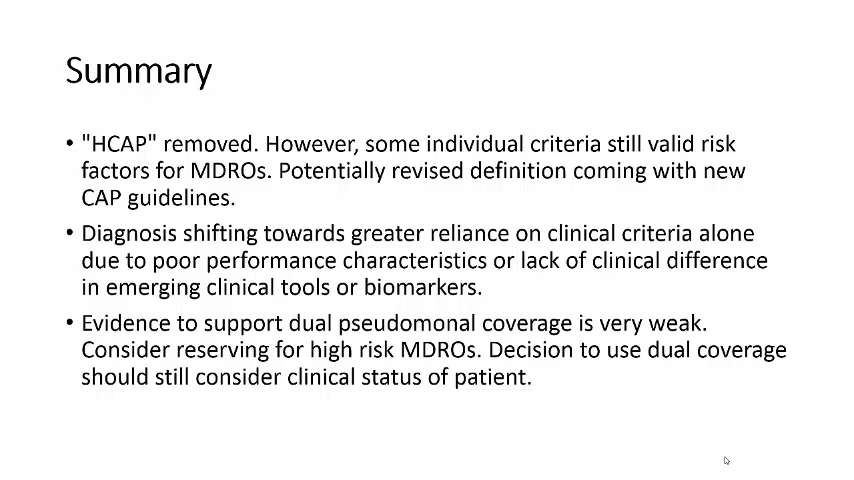 Summary
• "HCAP" removed. However, some individual criteria still valid risk
factors for MDROs. Potentially revised definition coming with new
CAP guidelines.
• Diagnosis shifting towards greater reliance on clinical criteria alone
due to poor performance characteristics or lack of clinical difference
in emerging clinical tools or biomarkers.
• Evidence to support dual pseudomonal coverage is very weak.
Consider reserving for high risk MDROs. Decision to use dual coverage
should still consider clinical status of patient.